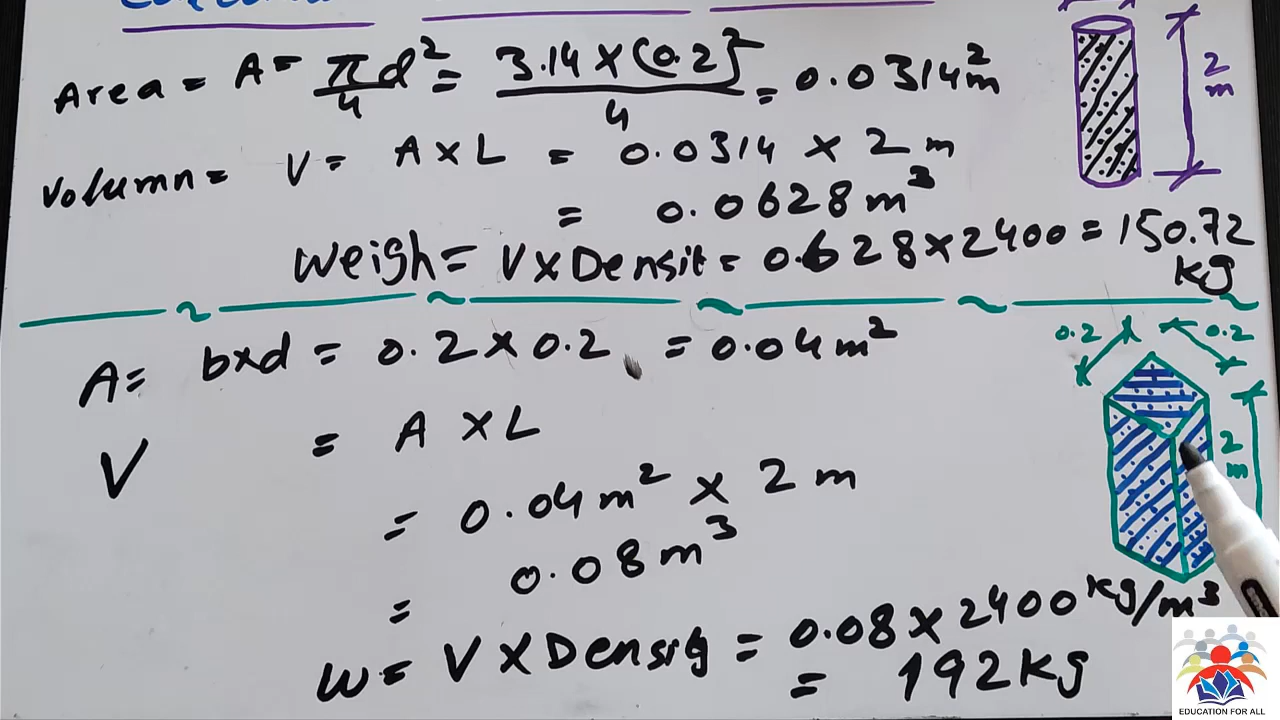 Area = A = πd²/4 = 3.14 × (0.2)²/4 = 0.0314 m²
volumn = V = A × L = 0.0314 × 2 m
= 0.0628 m³
Weigh = V × Densit = 0.628 × 2400 = 150.72 kg
2 m
A = b×d = 0.2 × 0.2 = 0.04 m²
V = A × L
= 0.04 m² × 2 m
= 0.08 m³
W = V × Densig = 0.08 × 2400 kg/m³
= 192 kg
0.2 0.2
2 m
EDUCATION FOR ALL